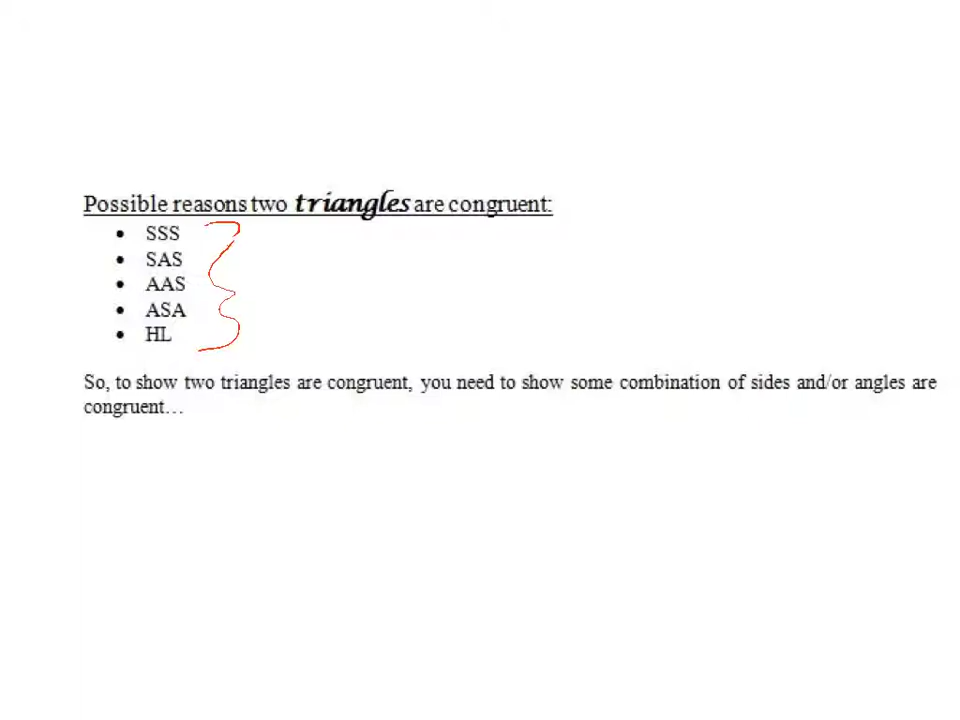 Possible reasons two triangles are congruent:
• SSS
• SAS
• AAS
• ASA
• HL
So, to show two triangles are congruent, you need to show some combination of sides and/or angles are
congruent…